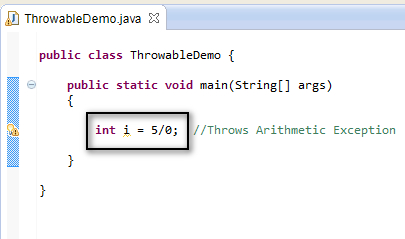 ThrowableDemo.java
public class ThrowableDemo {
public static void main(String[] args)
{
int i = 5/0; //Throws Arithmetic Exception
}
}